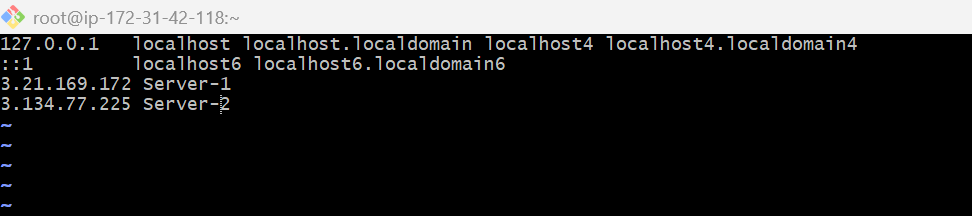 root@ip-172-31-42-118:~
127.0.0.1   localhost localhost.localdomain localhost4 localhost4.localdomain4
::1         localhost6 localhost6.localdomain6
3.21.169.172 Server-1
3.134.77.225 Server-2
~
~
~
~
~